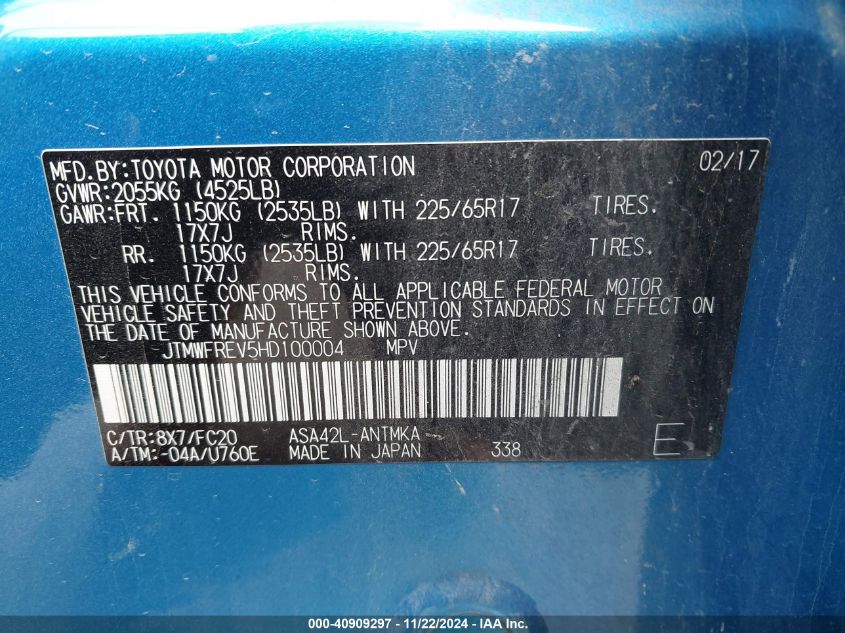 MFD.BY:TOYOTA MOTOR CORPORATION 02/17
GVWR:2055KG (4525LB)
GAWR:FRT. 1150KG (2535LB) WITH 225/65R17 TIRES.
17X7J RIMS.
RR. 1150KG (2535LB) WITH 225/65R17 TIRES.
17X7J RIMS.
THIS VEHICLE CONFORMS TO ALL APPLICABLE FEDERAL MOTOR
VEHICLE SAFETY AND THEFT PREVENTION STANDARDS IN EFFECT ON
THE DATE OF MANUFACTURE SHOWN ABOVE.
JTMWFREV5HD100004 MPV
C/TR:8X7/FC20 ASA42L-ANTMKA E
A/TM:-04A/U760E MADE IN JAPAN 338
000-40909297 - 11/22/2024 - IAA Inc.